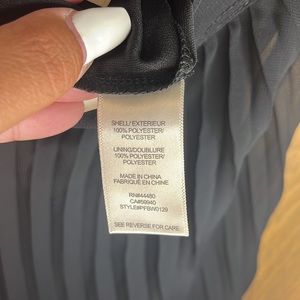 SHELL/ EXTERIEUR
100% POLYESTER/
POLYESTER
LINING/DOUBLURE
100% POLYESTER/
POLYESTER
MADE IN CHINA
FABRIQUÉ EN CHINE
RN#44480
CA#59940
STYLE#PFBW0129
SEE REVERSE FOR CARE